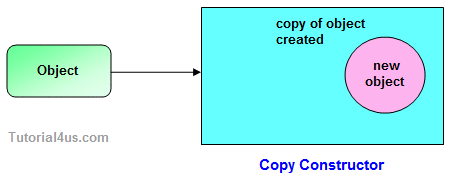 copy of object
created
Object
new
object
Tutorial4us.com
Copy Constructor